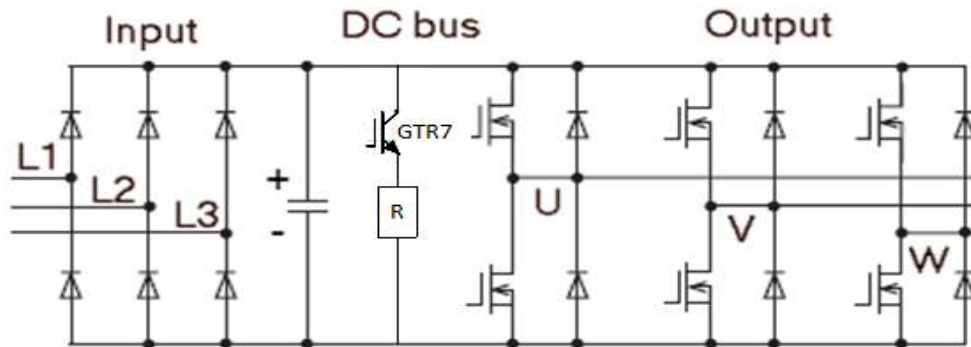 Input
DC bus
Output
GTR7
L1
L2
L3
+
-
R
U
V
W